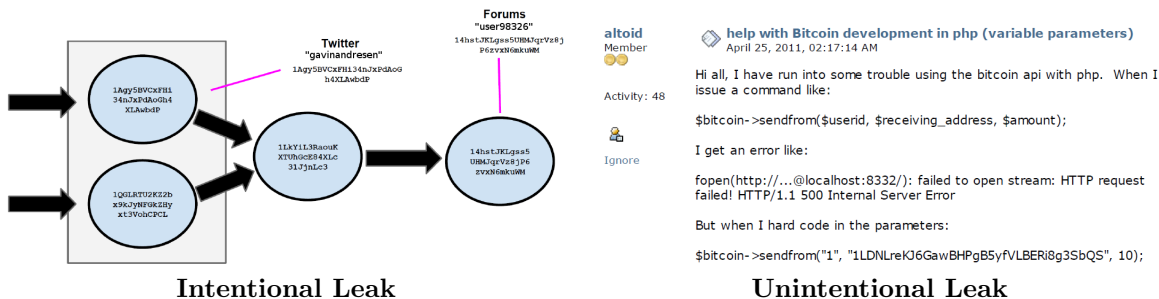 Forums
"user98326"
14hstJKLgss5UHMJqrVz8j
P6zvxN6mkuWM
Twitter
"gavinandresen"
1Agy5BVCxFHi34nJxPdAoG
h4XLAwbdP
1Agy5BVCxFHi
34nJxPdAoGh4
XLAwbdP
1LkYiL3RaouK
XTUhGcE84XLc
31JjnLc3
14hstJKLgss5
UHMJqrVz8jP6
zvxN6mkuWM
1QGLRTU2KZ2b
x9kJyNFGkZHy
xt3VohCPCL
Intentional Leak
altoid
Member
Activity: 48
Ignore
help with Bitcoin development in php (variable parameters)
April 25, 2011, 02:17:14 AM
Hi all, I have run into some trouble using the bitcoin api with php. When I
issue a command like:
$bitcoin->sendfrom($userid, $receiving_address, $amount);
I get an error like:
fopen(http://...@localhost:8332/): failed to open stream: HTTP request
failed! HTTP/1.1 500 Internal Server Error
But when I hard code in the parameters:
$bitcoin->sendfrom("1", "1LDNLreKJ6GawBHPgB5yfVLBERi8g3SbQS", 10);
Unintentional Leak